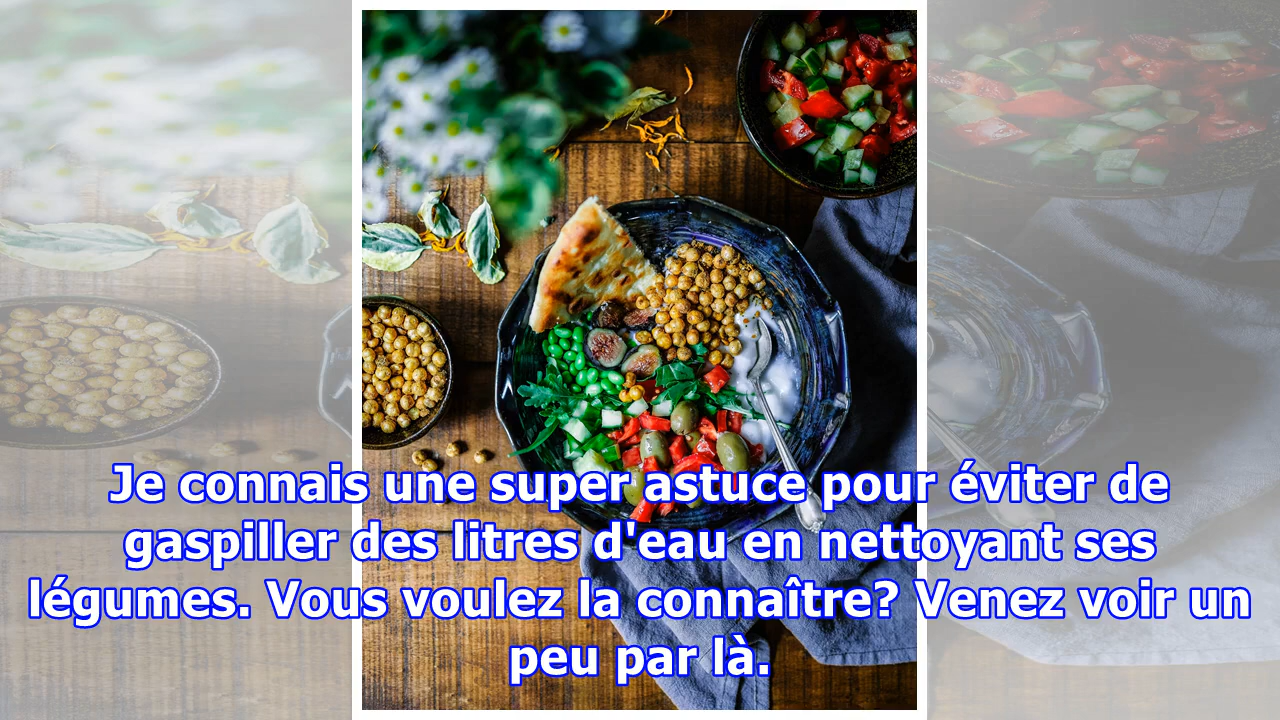 Je connais une super astuce pour éviter de
gaspiller des litres d'eau en nettoyant ses
légumes. Vous voulez la connaître? Venez voir un
peu par là.